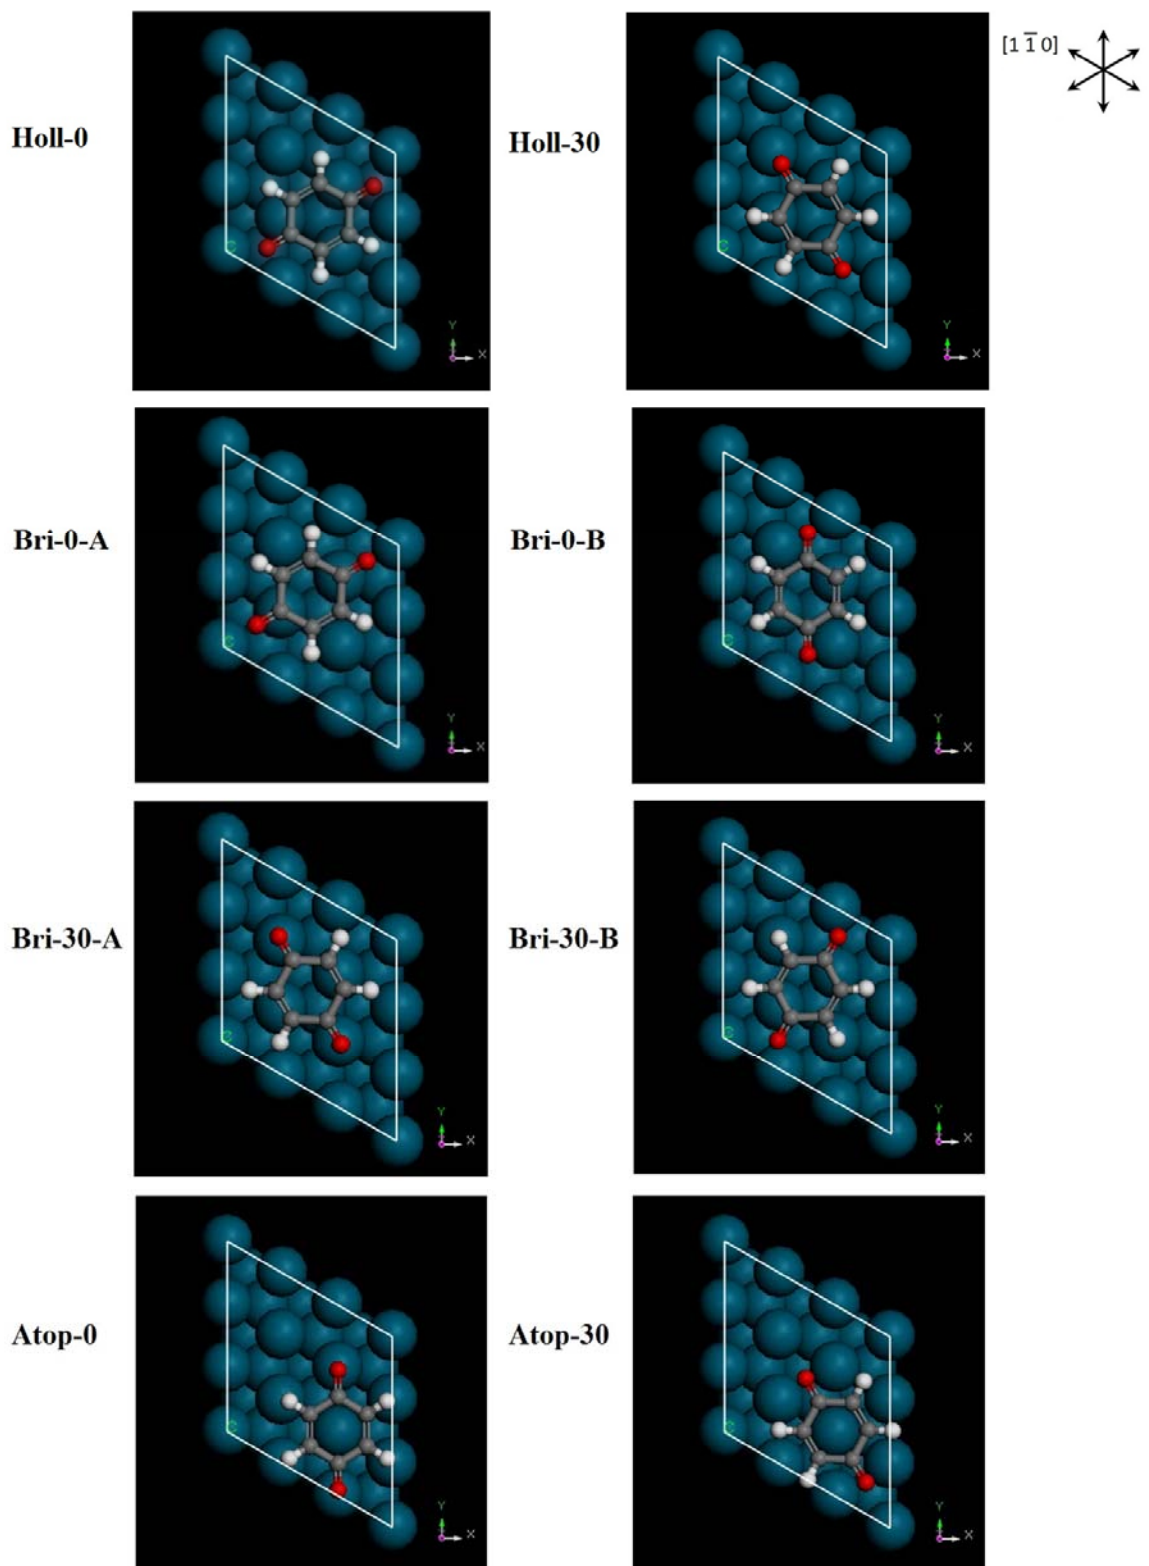 Holl-0
Holl-30
[1 1̅ 0]
Y
X
Y
X
Bri-0-A
Bri-0-B
Y
X
Y
X
Bri-30-A
Bri-30-B
Y
X
Y
X
Atop-0
Atop-30
Y
X
Y
X